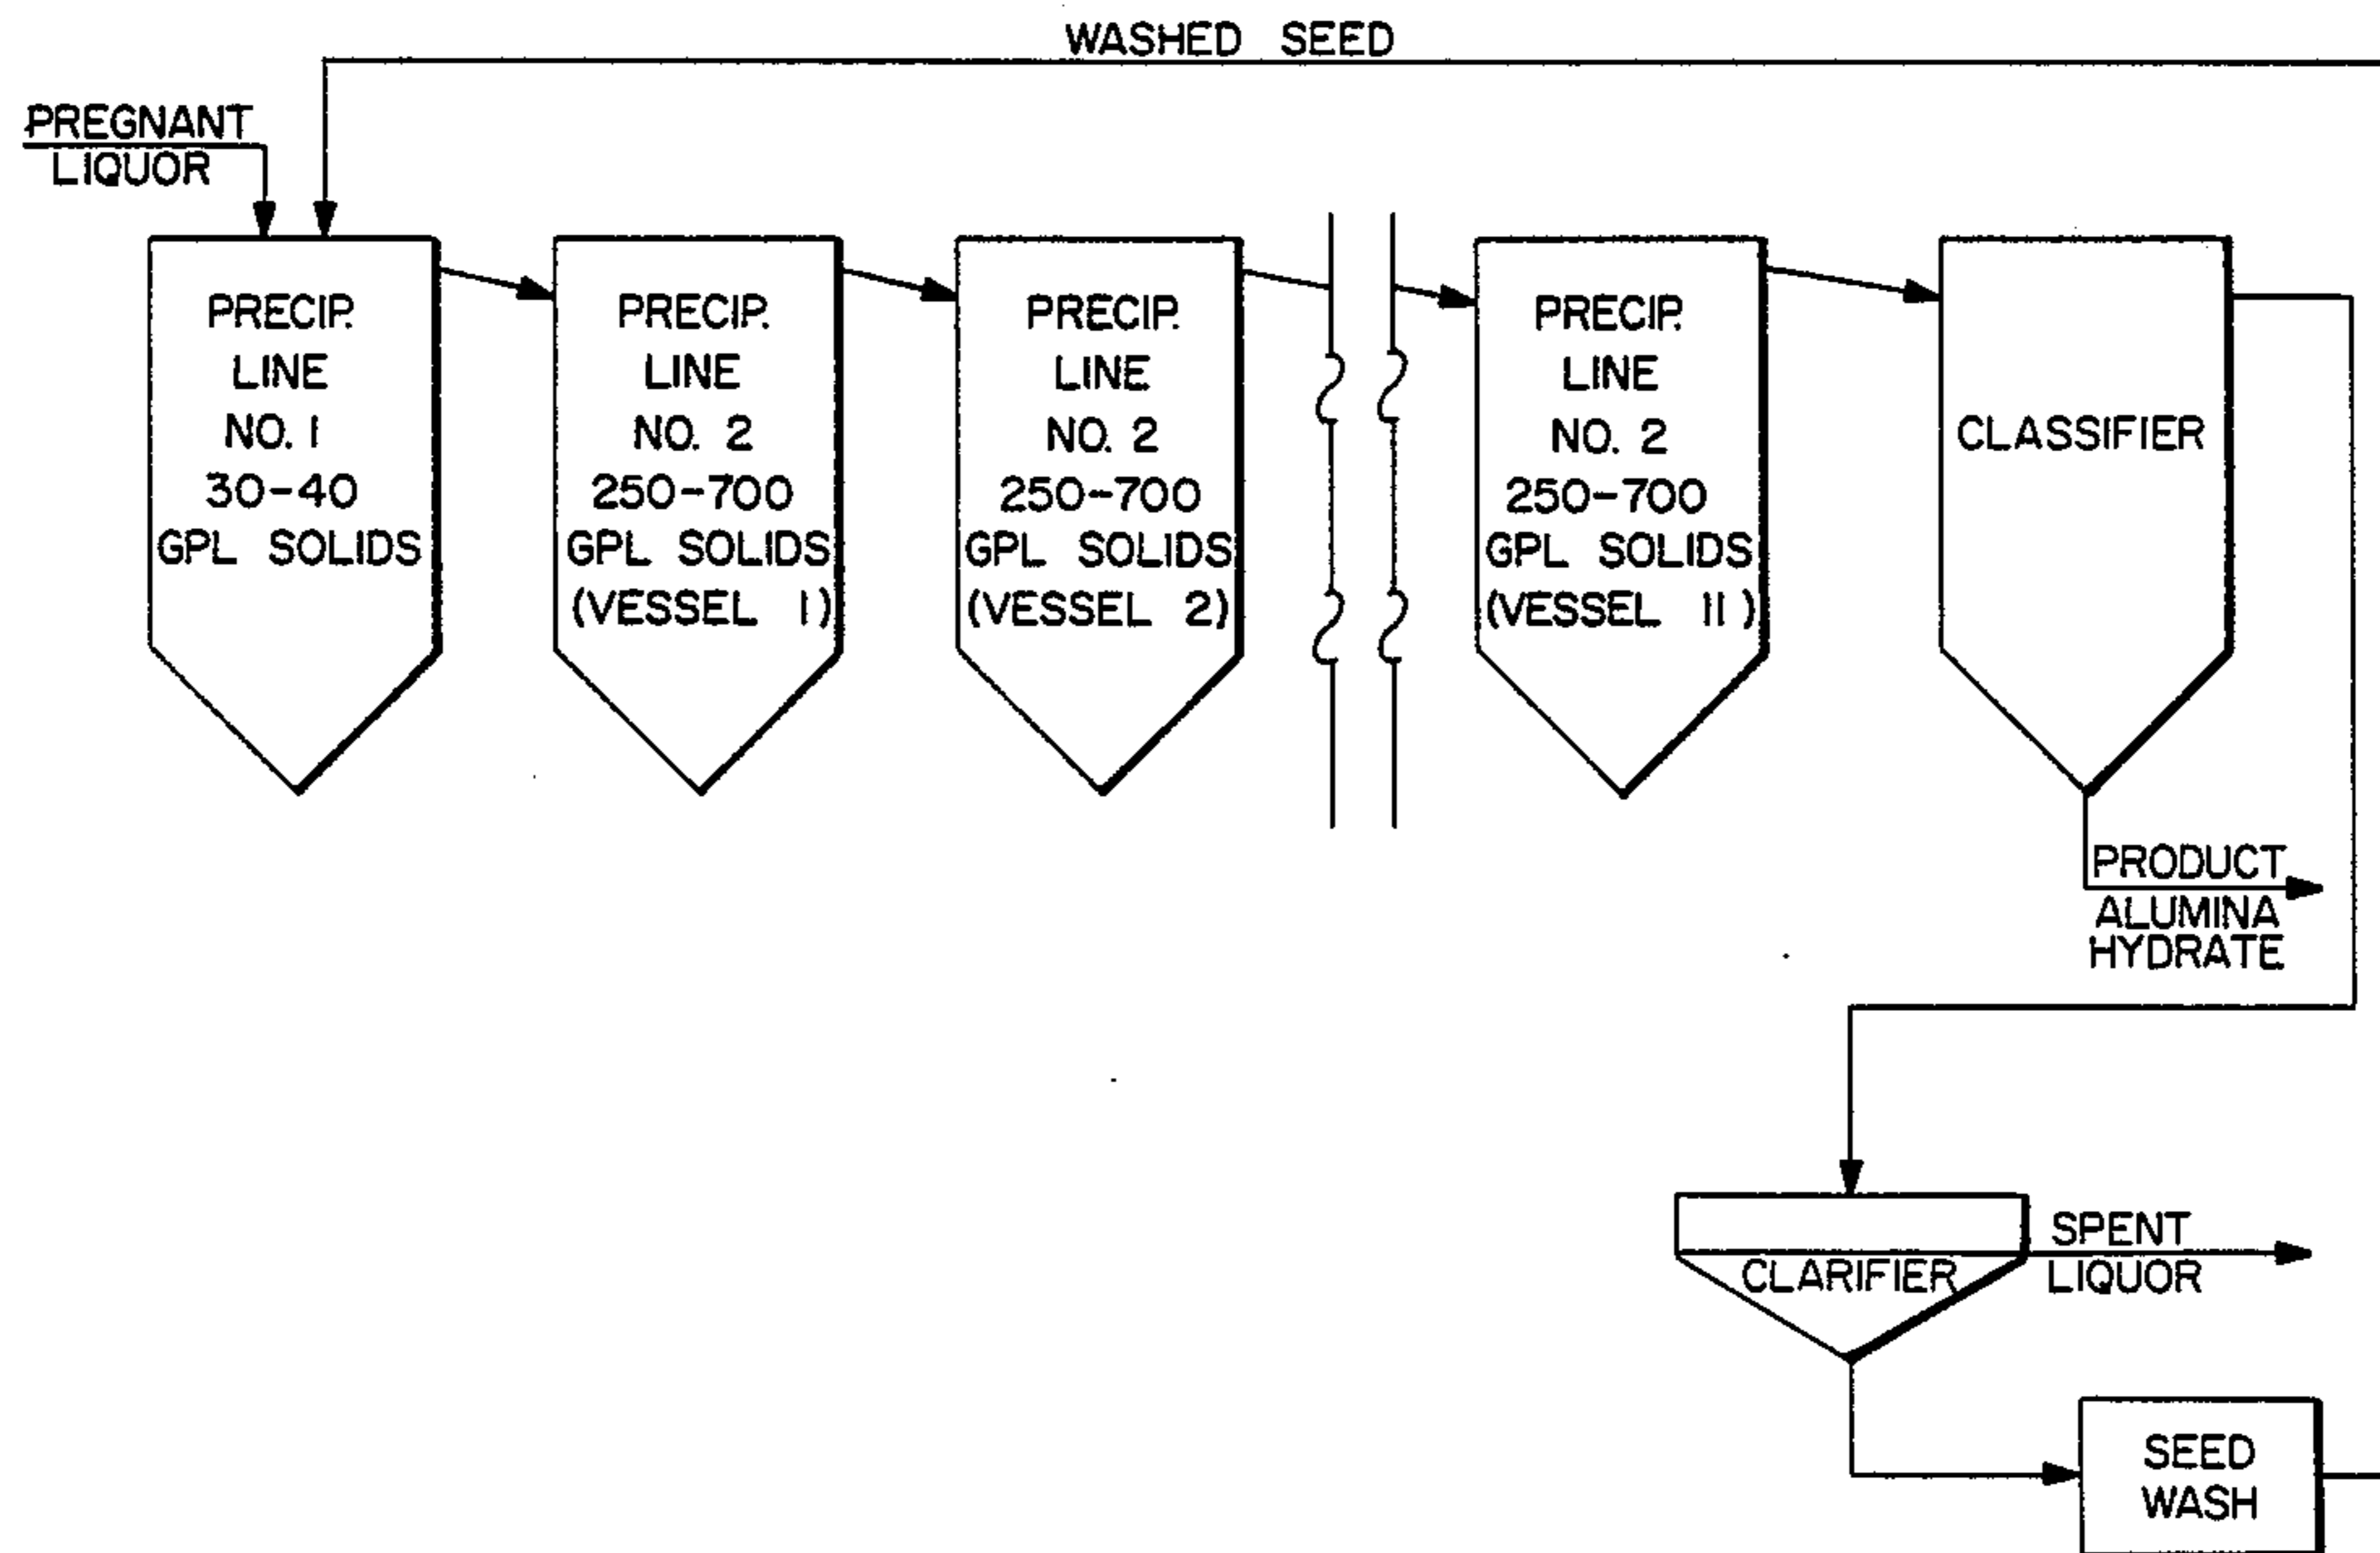 WASHED SEED
PREGNANT
LIQUOR
PRECIP.
LINE
NO. 1
30-40
GPL SOLIDS
PRECIP.
LINE
NO. 2
250-700
GPL SOLIDS
(VESSEL 1)
PRECIP.
LINE
NO. 2
250-700
GPL SOLIDS
(VESSEL 2)
PRECIP.
LINE
NO. 2
250-700
GPL SOLIDS
(VESSEL 11)
CLASSIFIER
PRODUCT
ALUMINA
HYDRATE
CLARIFIER
SPENT
LIQUOR
SEED
WASH